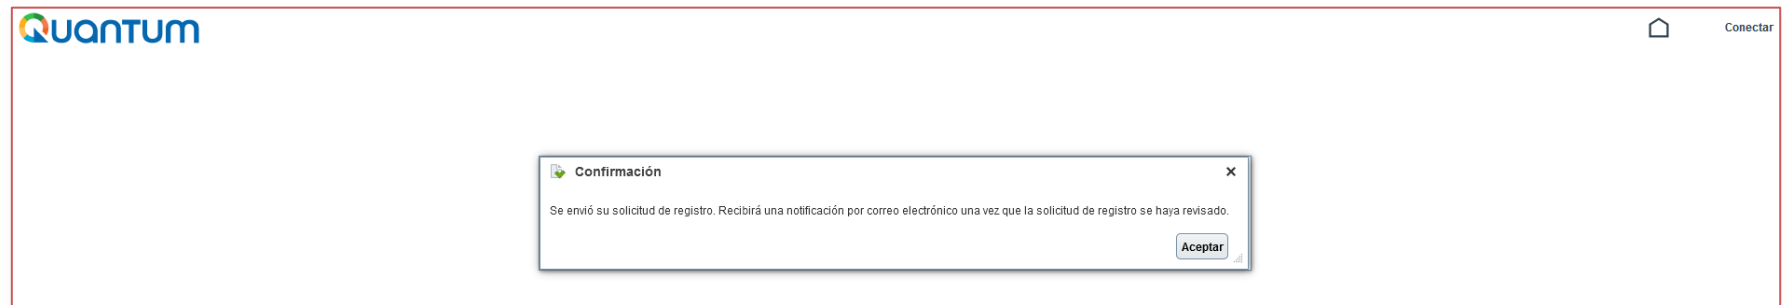 QUANTUM
Conectar
Confirmación
Se envió su solicitud de registro. Recibirá una notificación por correo electrónico una vez que la solicitud de registro se haya revisado.
Aceptar